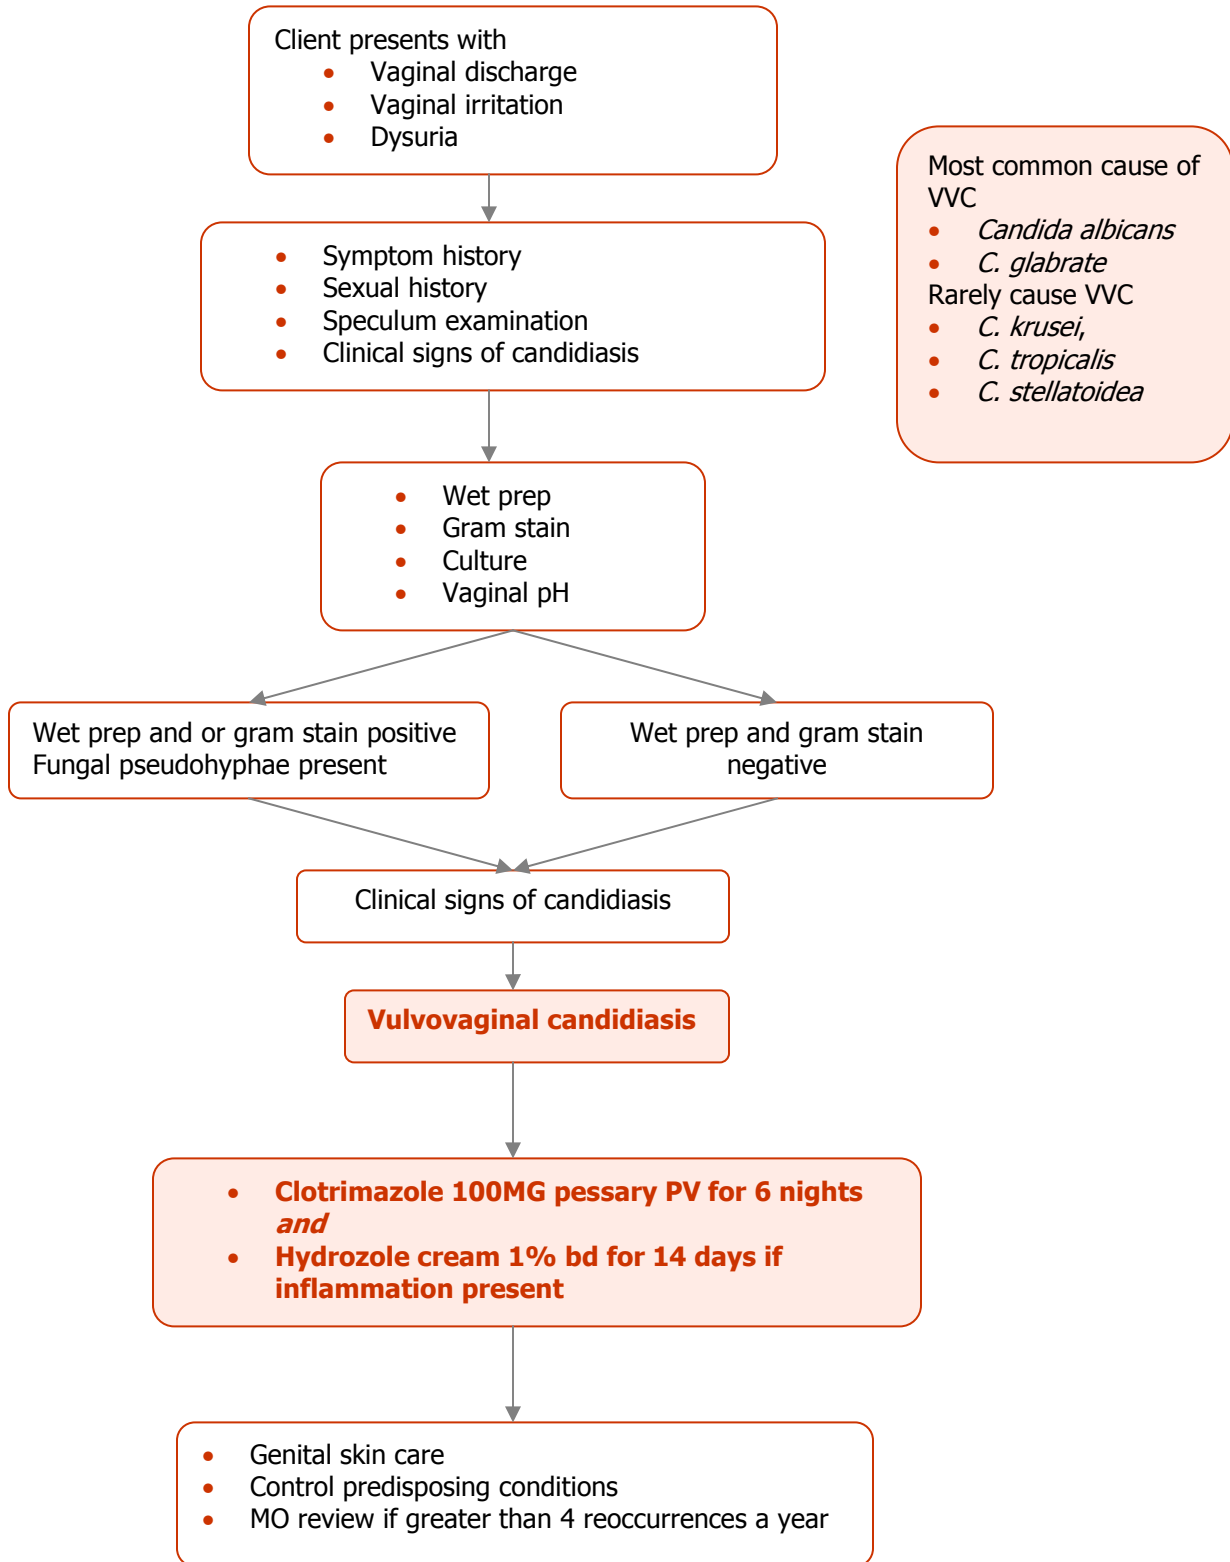 Client presents with
• Vaginal discharge
• Vaginal irritation
• Dysuria
Most common cause of
VVC
• Candida albicans
• C. glabrate
Rarely cause VVC
• C. krusei,
• C. tropicalis
• C. stellatoidea
• Symptom history
• Sexual history
• Speculum examination
• Clinical signs of candidiasis
• Wet prep
• Gram stain
• Culture
• Vaginal pH
Wet prep and or gram stain positive
Fungal pseudohyphae present
Wet prep and gram stain
negative
Clinical signs of candidiasis
Vulvovaginal candidiasis
• Clotrimazole 100MG pessary PV for 6 nights
and
• Hydrozole cream 1% bd for 14 days if
inflammation present
• Genital skin care
• Control predisposing conditions
• MO review if greater than 4 reoccurrences a year